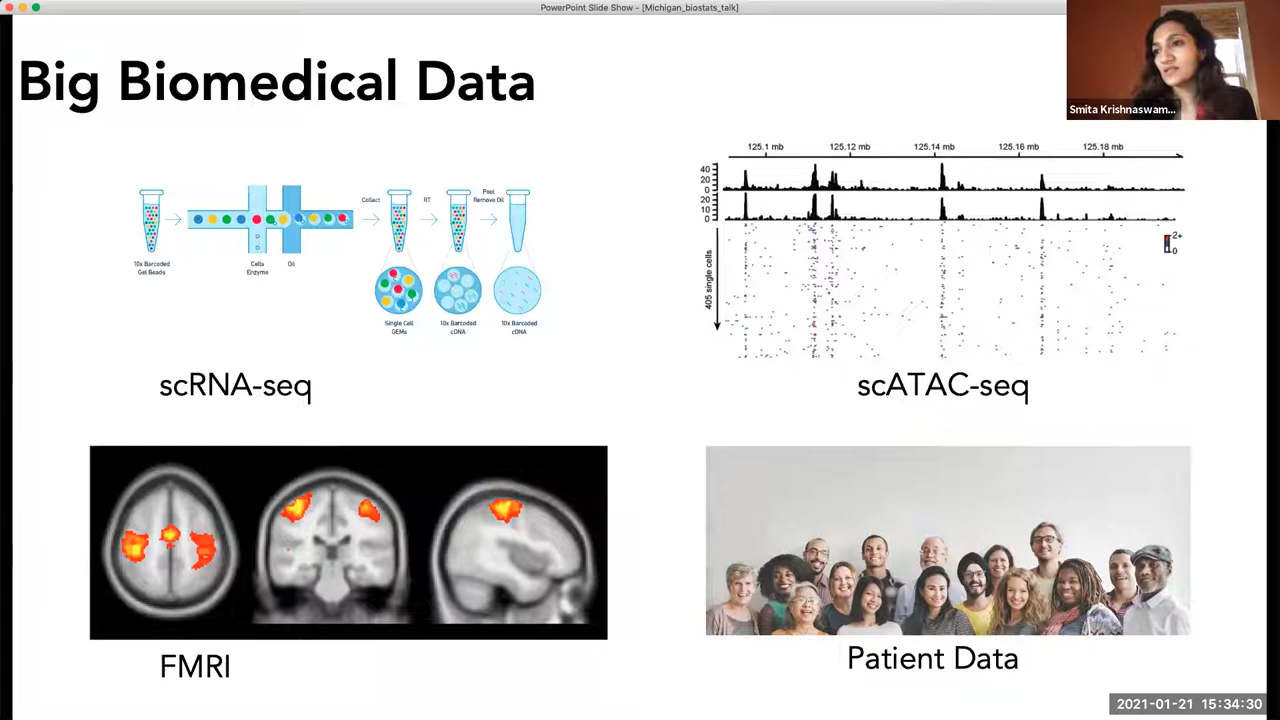 PowerPoint Slide Show - [Michigan_biostats_talk]
Big Biomedical Data
Smita Krishnaswam...
Collect
RT
Pool
Remove Oil
10x Barcoded
Gel Beads
Cells
Enzyme
Oil
Single Cell
GEMs
10x Barcoded
cDNA
10x Barcoded
cDNA
scRNA-seq
125.1 mb
125.12 mb
125.14 mb
125.16 mb
125.18 mb
40
20
0
20
10
0
405 single cells
2+
0
scATAC-seq
FMRI
Patient Data
2021-01-21 15:34:30